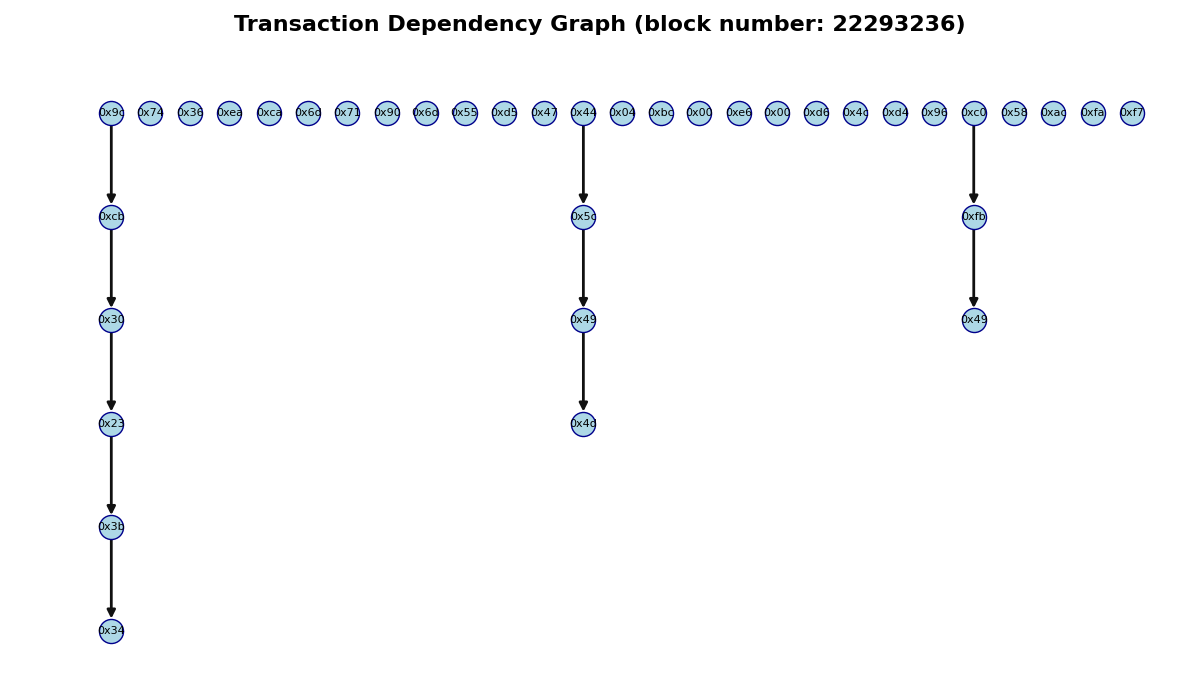 Transaction Dependency Graph (block number: 22293236)
0x9c 0x74 0x36 0xea 0xca 0x6d 0x71 0x90 0x6d 0x55 0xd5 0x47 0x44 0x04 0xbc 0x00 0xe6 0x00 0xd6 0x4c 0xd4 0x96 0xc0 0x58 0xac 0xfa 0xf7
0xcb 0x5c 0xfb
0x30 0x49 0x49
0x23 0x4d
0x3b
0x34